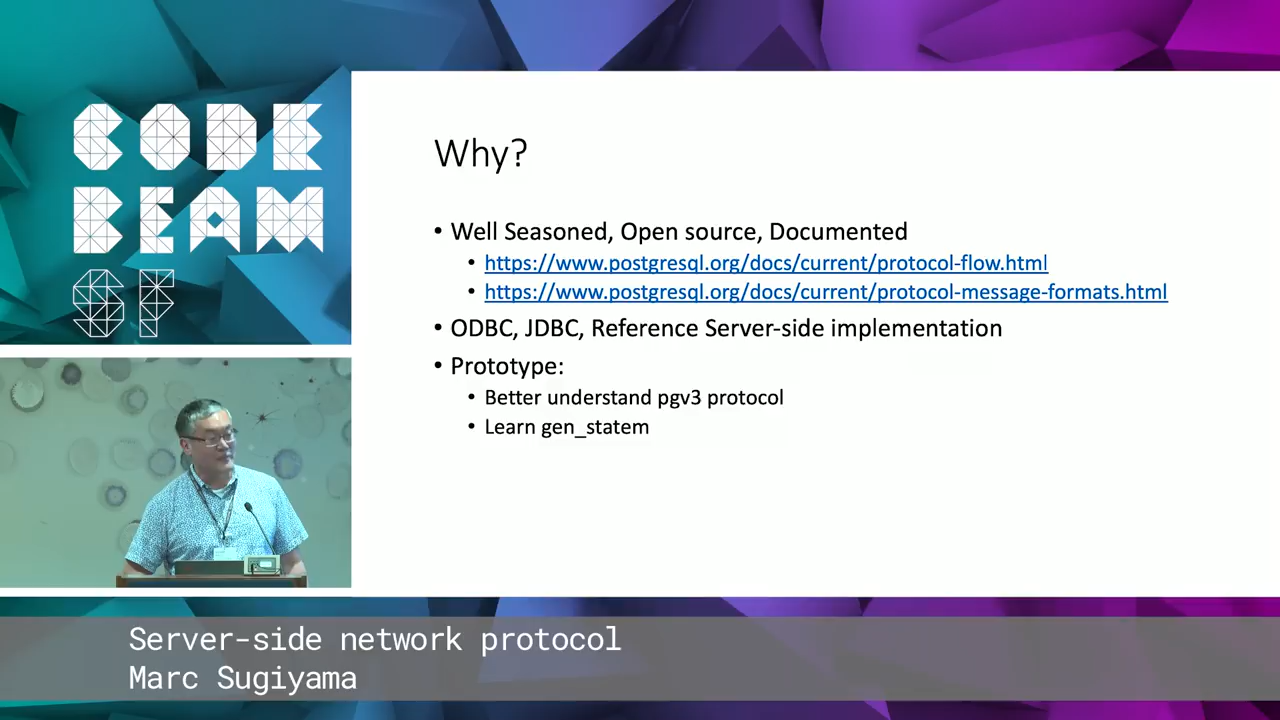 CODE
BEAM
SF
Why?
• Well Seasoned, Open source, Documented
• https://www.postgresql.org/docs/current/protocol-flow.html
• https://www.postgresql.org/docs/current/protocol-message-formats.html
• ODBC, JDBC, Reference Server-side implementation
• Prototype:
• Better understand pgv3 protocol
• Learn gen_statem
Server-side network protocol
Marc Sugiyama